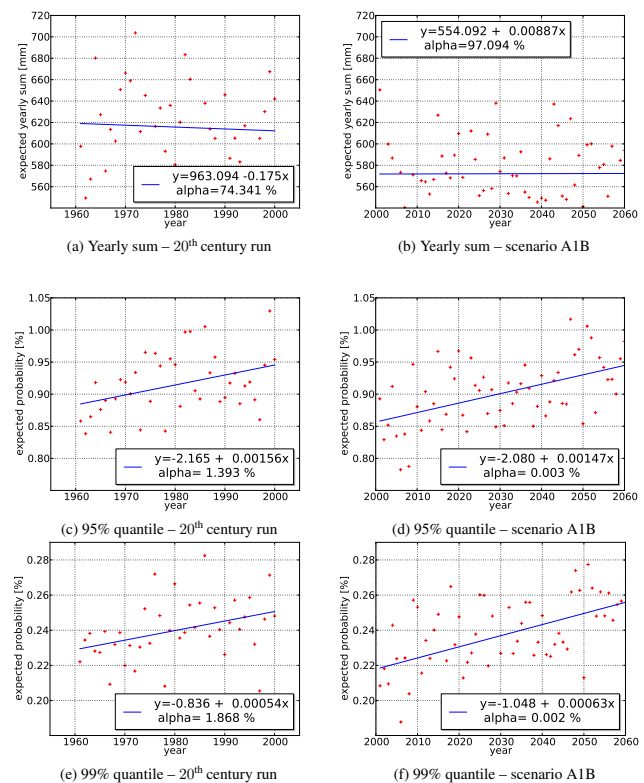 720
700
680
660
640
620
600
580
560
expected yearly sum [mm]
y=963.094 -0.175x
alpha=74.341 %
1960 1970 1980 1990 2000
year
(a) Yearly sum – 20th century run
720
700
680
660
640
620
600
580
560
expected yearly sum [mm]
y=554.092 + 0.00887x
alpha=97.094 %
2001 2010 2020 2030 2040 2050 2060
year
(b) Yearly sum – scenario A1B
1.05
1.00
0.95
0.90
0.85
0.80
expected probability [%]
y=-2.165 + 0.00156x
alpha= 1.393 %
1960 1970 1980 1990 2000
year
(c) 95% quantile – 20th century run
1.05
1.00
0.95
0.90
0.85
0.80
expected probability [%]
y=-2.080 + 0.00147x
alpha= 0.003 %
2001 2010 2020 2030 2040 2050 2060
year
(d) 95% quantile – scenario A1B
0.28
0.26
0.24
0.22
0.20
expected probability [%]
y=-0.836 + 0.00054x
alpha= 1.868 %
1960 1970 1980 1990 2000
year
(e) 99% quantile – 20th century run
0.28
0.26
0.24
0.22
0.20
expected probability [%]
y=-1.048 + 0.00063x
alpha= 0.002 %
2001 2010 2020 2030 2040 2050 2060
year
(f) 99% quantile – scenario A1B